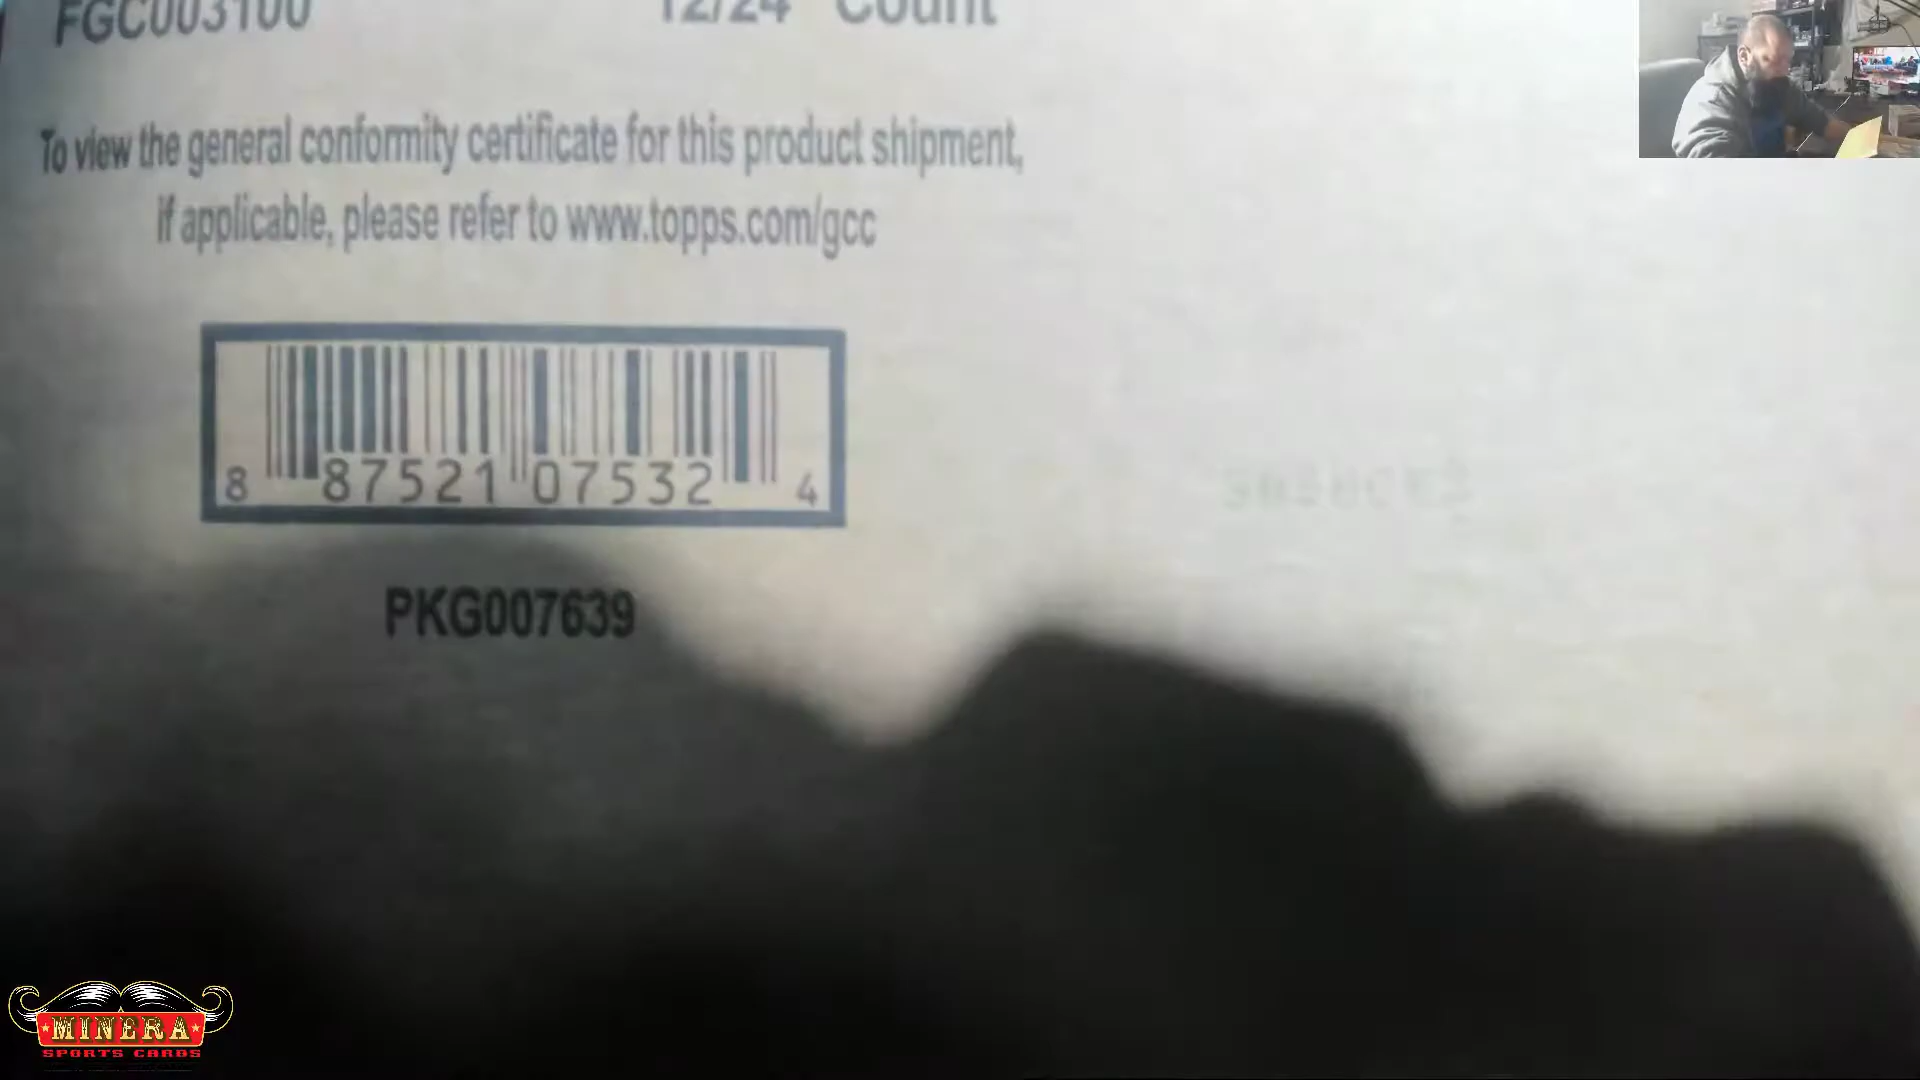 FGC003100 12/24 Count
To view the general conformity certificate for this product shipment,
if applicable, please refer to www.topps.com/gcc
8 87521 07532 4
PKG007639
MINERA
SPORTS CARDS